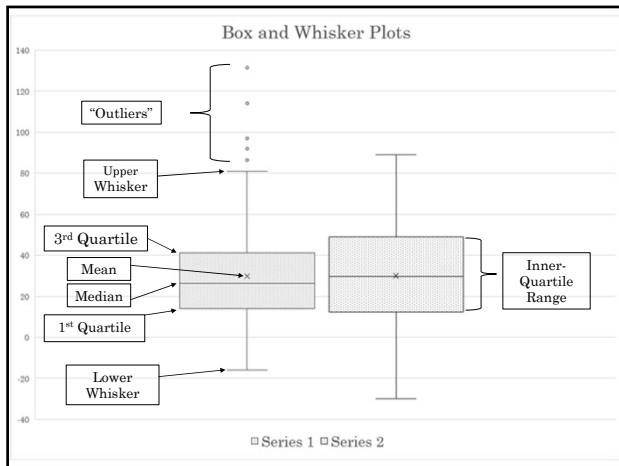 Box and Whisker Plots
140
120
100
80
60
40
20
0
-20
-40
“Outliers”
Upper
Whisker
3rd Quartile
Mean
Median
1st Quartile
Lower
Whisker
Inner-
Quartile
Range
Series 1 Series 2